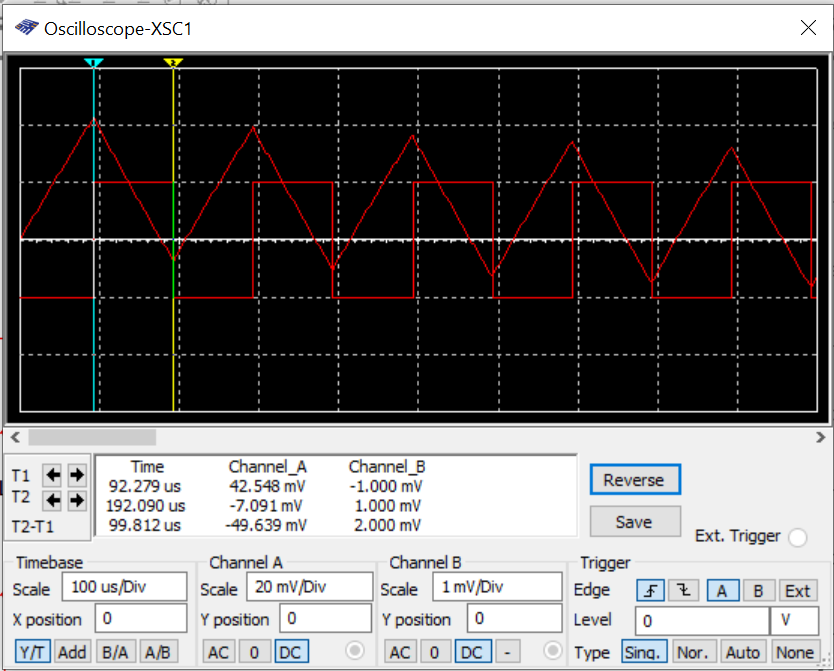 Oscilloscope-XSC1
1 2
Time Channel_A Channel_B
T1 92.279 us 42.548 mV -1.000 mV
T2 192.090 us -7.091 mV 1.000 mV
T2-T1 99.812 us -49.639 mV 2.000 mV
Reverse
Save
Ext. Trigger
Timebase Channel A Channel B Trigger
Scale 100 us/Div Scale 20 mV/Div Scale 1 mV/Div Edge A B Ext
X position 0 Y position 0 Y position 0 Level 0 V
Y/T Add B/A A/B AC 0 DC AC 0 DC - Type Sing. Nor. Auto None